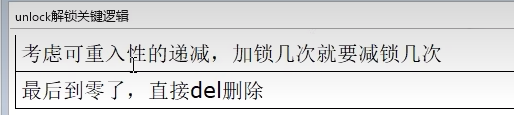 unlock解锁关键逻辑
考虑可重入性的递减，加锁几次就要减锁几次
最后到零了，直接del删除